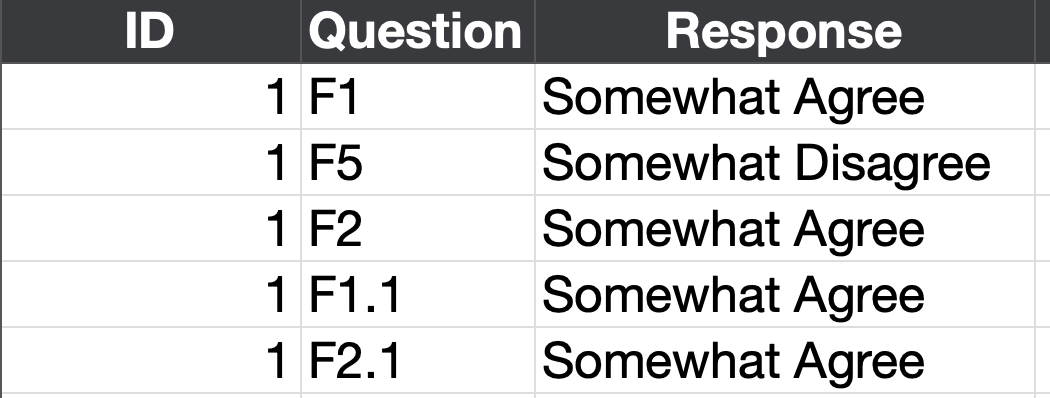 ID Question Response
1 F1 Somewhat Agree
1 F5 Somewhat Disagree
1 F2 Somewhat Agree
1 F1.1 Somewhat Agree
1 F2.1 Somewhat Agree